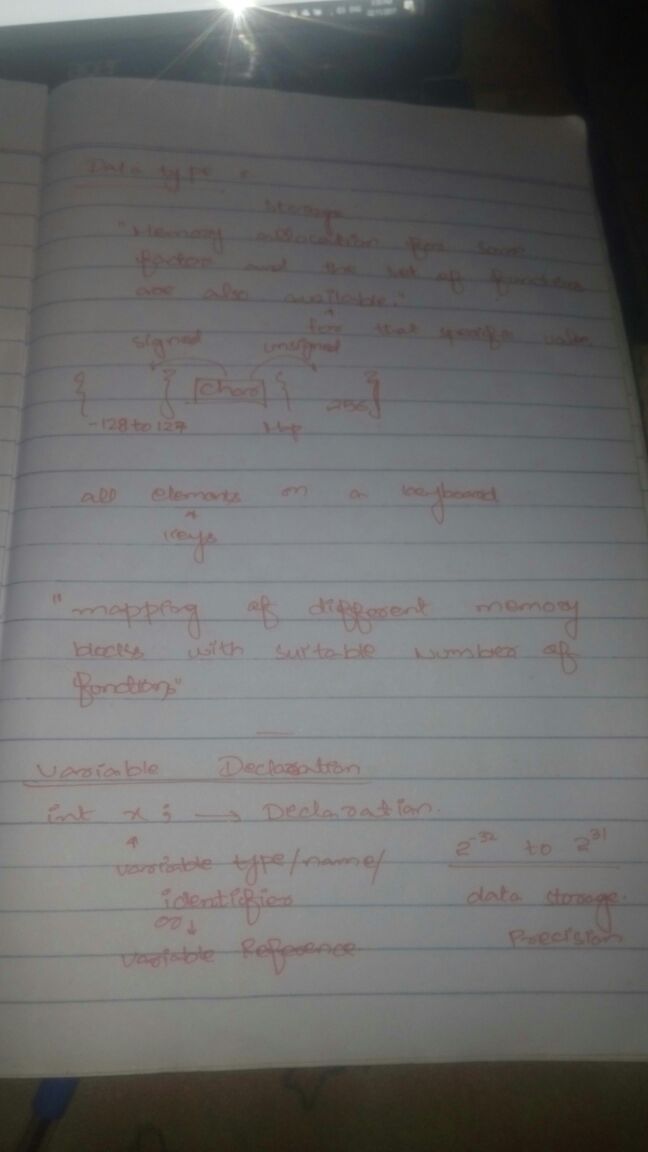 Data type :
storage
"Memory allocation for some
factor and the set of functions
are also available."
for that specific value
signed unsigned
{ } char { 256}
-128 to 127
all elements on a keyboard
keys
"mapping of different memory
blocks with suitable number of
functions"
Variable Declaration
int x ; → Declaration.
variable type/name/ 2^-32 to 2^31
identifier data storage.
or ↓ Precision
variable Reference